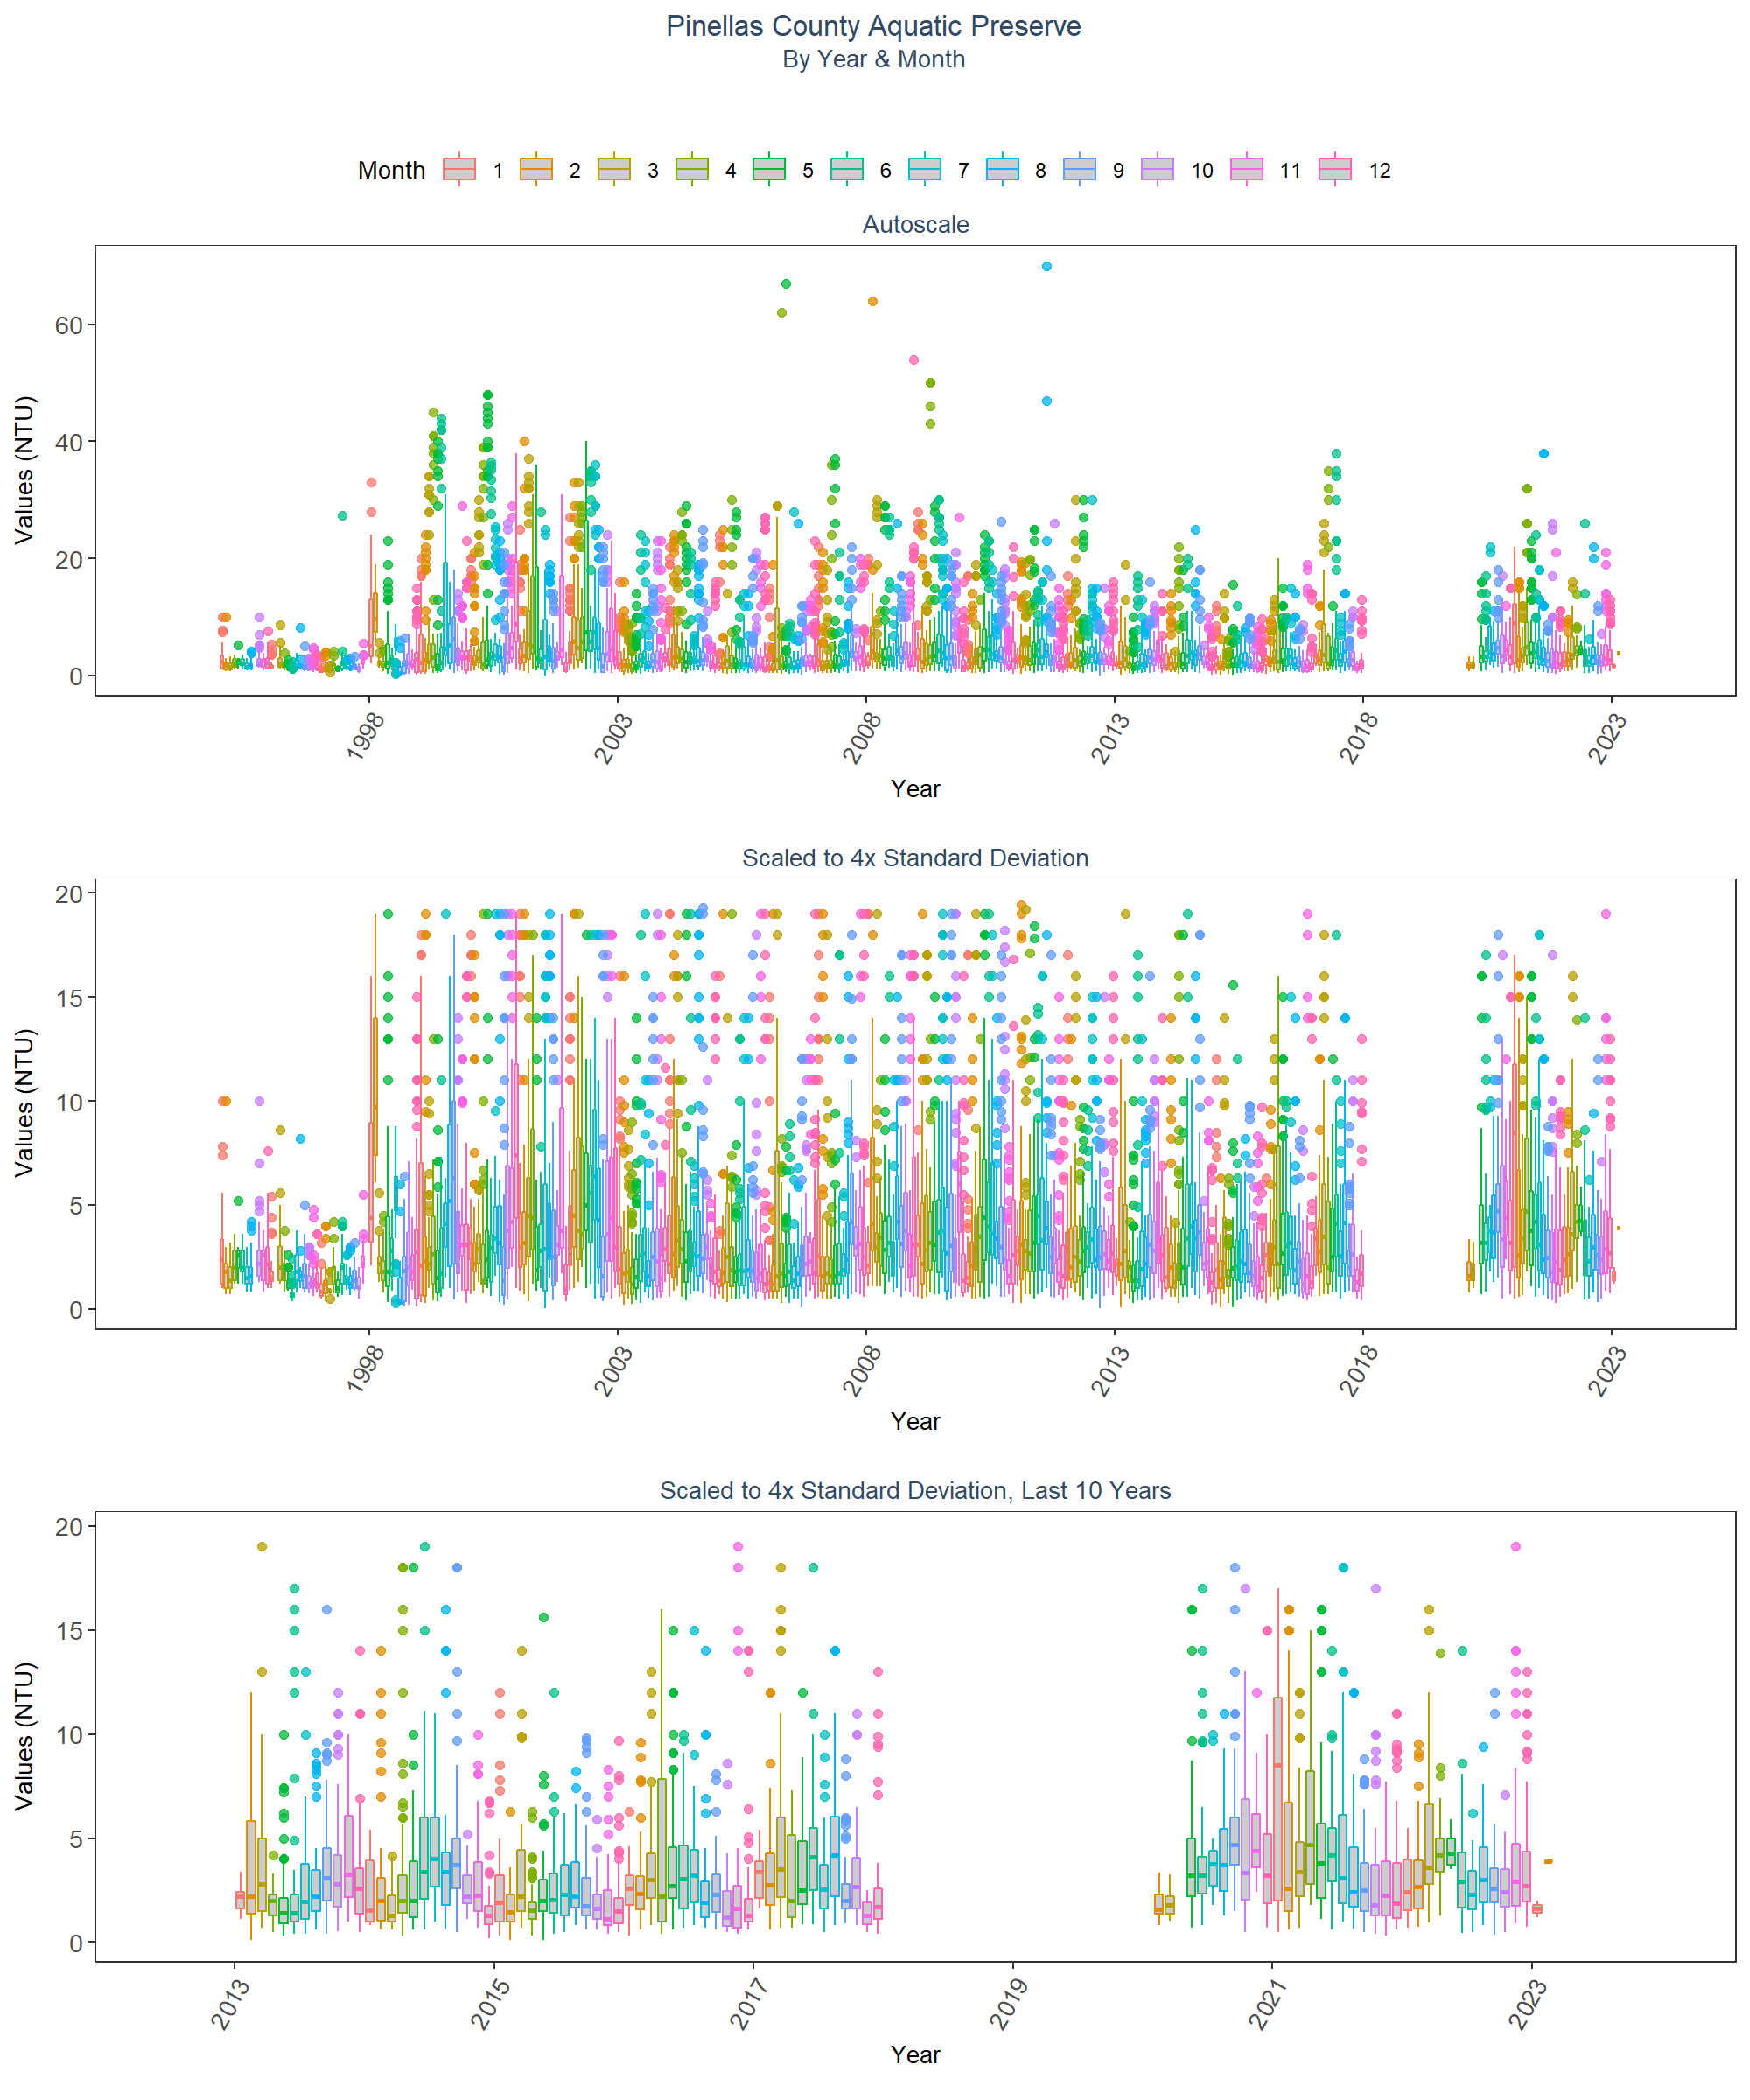 Pinellas County Aquatic Preserve
By Year & Month
Month 1 2 3 4 5 6 7 8 9 10 11 12
Autoscale
Values (NTU)
60
40
20
0
1998 2003 2008 2013 2018 2023
Year
Scaled to 4x Standard Deviation
Values (NTU)
20
15
10
5
0
1998 2003 2008 2013 2018 2023
Year
Scaled to 4x Standard Deviation, Last 10 Years
Values (NTU)
20
15
10
5
0
2013 2015 2017 2019 2021 2023
Year